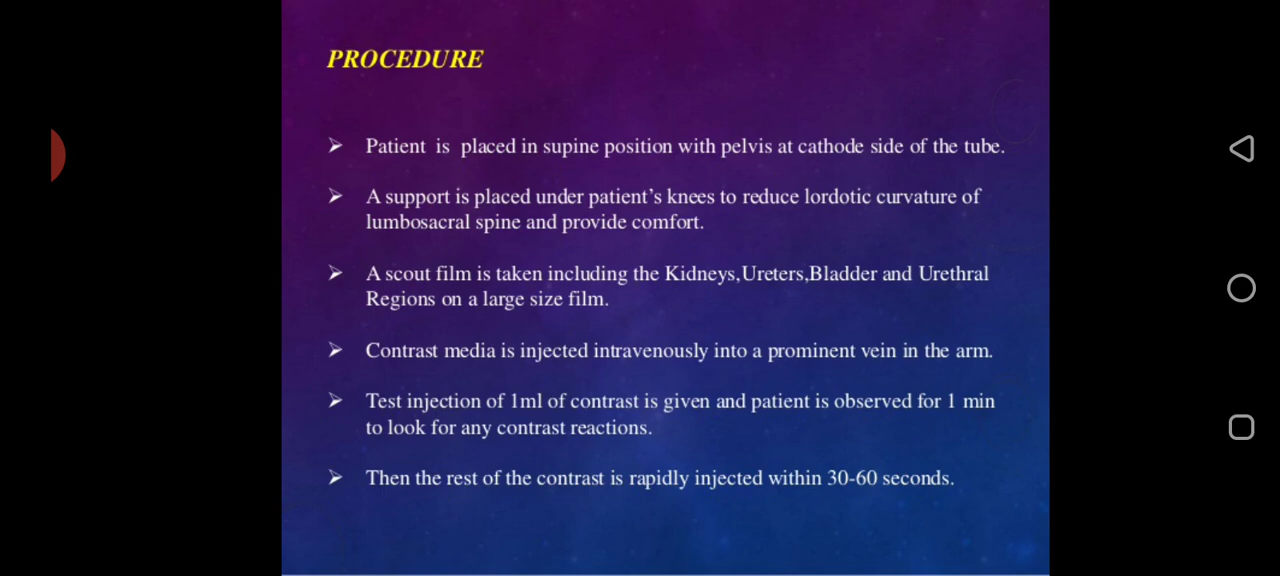 PROCEDURE
Patient is placed in supine position with pelvis at cathode side of the tube.
A support is placed under patient's knees to reduce lordotic curvature of
lumbosacral spine and provide comfort.
A scout film is taken including the Kidneys,Ureters,Bladder and Urethral
Regions on a large size film.
Contrast media is injected intravenously into a prominent vein in the arm.
Test injection of 1ml of contrast is given and patient is observed for 1 min
to look for any contrast reactions.
Then the rest of the contrast is rapidly injected within 30-60 seconds.